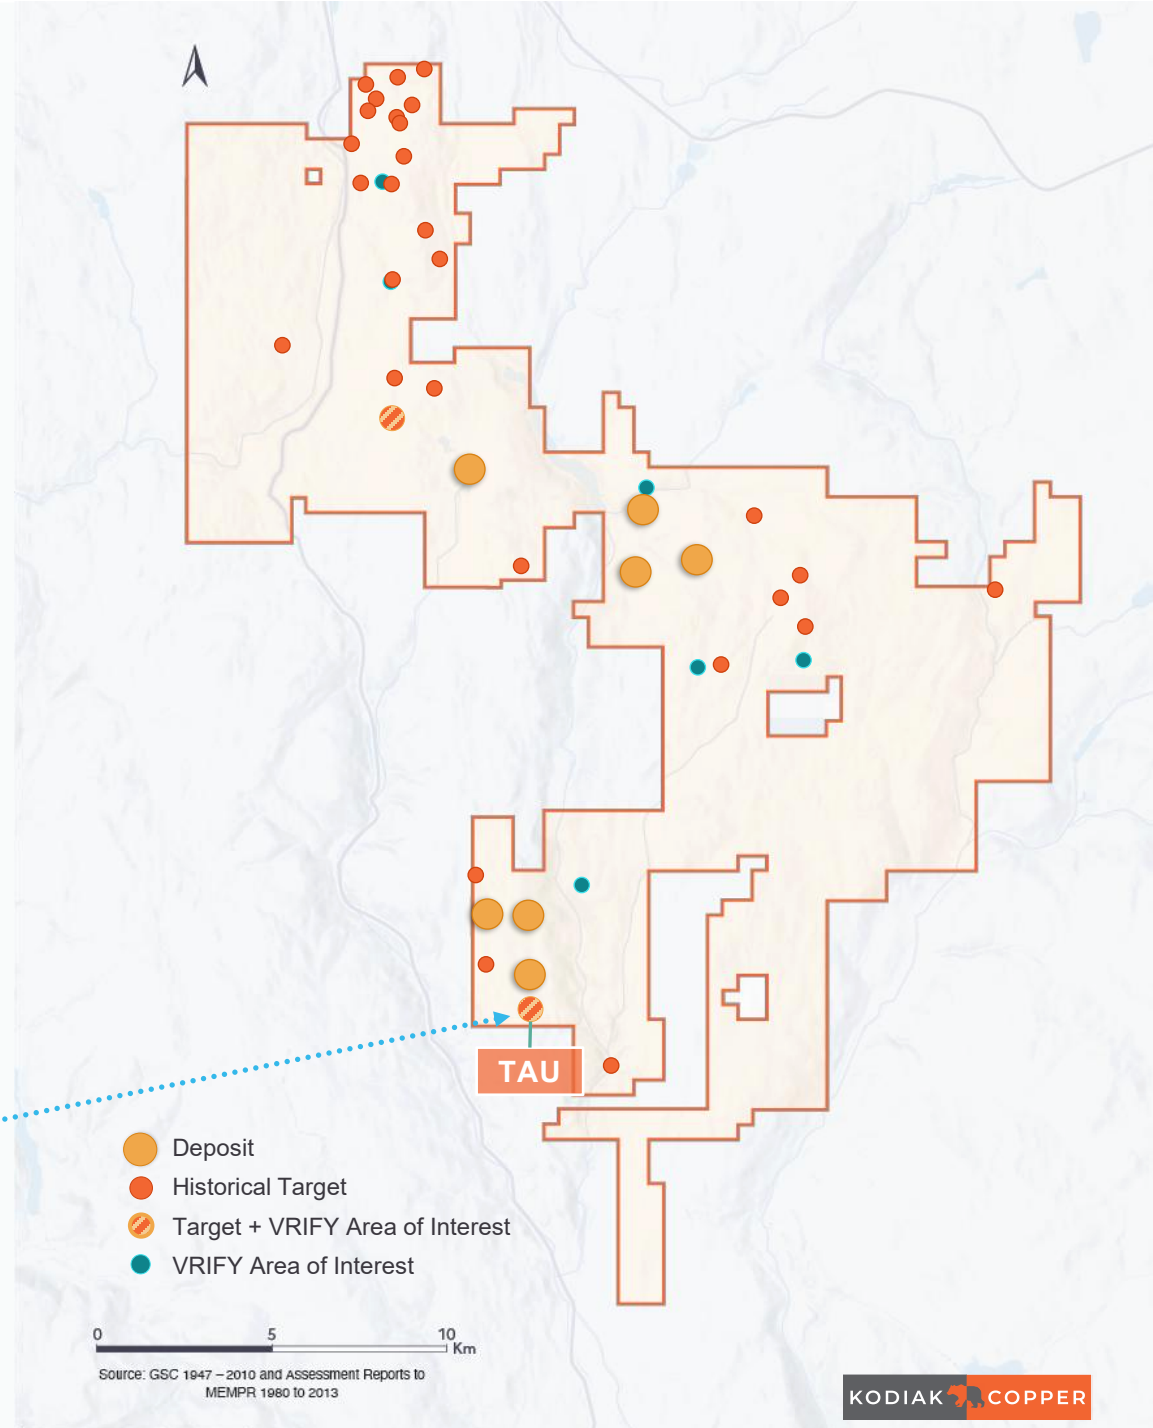 TAU
Deposit
Historical Target
Target + VRIFY Area of Interest
VRIFY Area of Interest
0 5 10
Km
Source: GSC 1947 – 2010 and Assessment Reports to
MEMPR 1980 to 2013
KODIAK COPPER